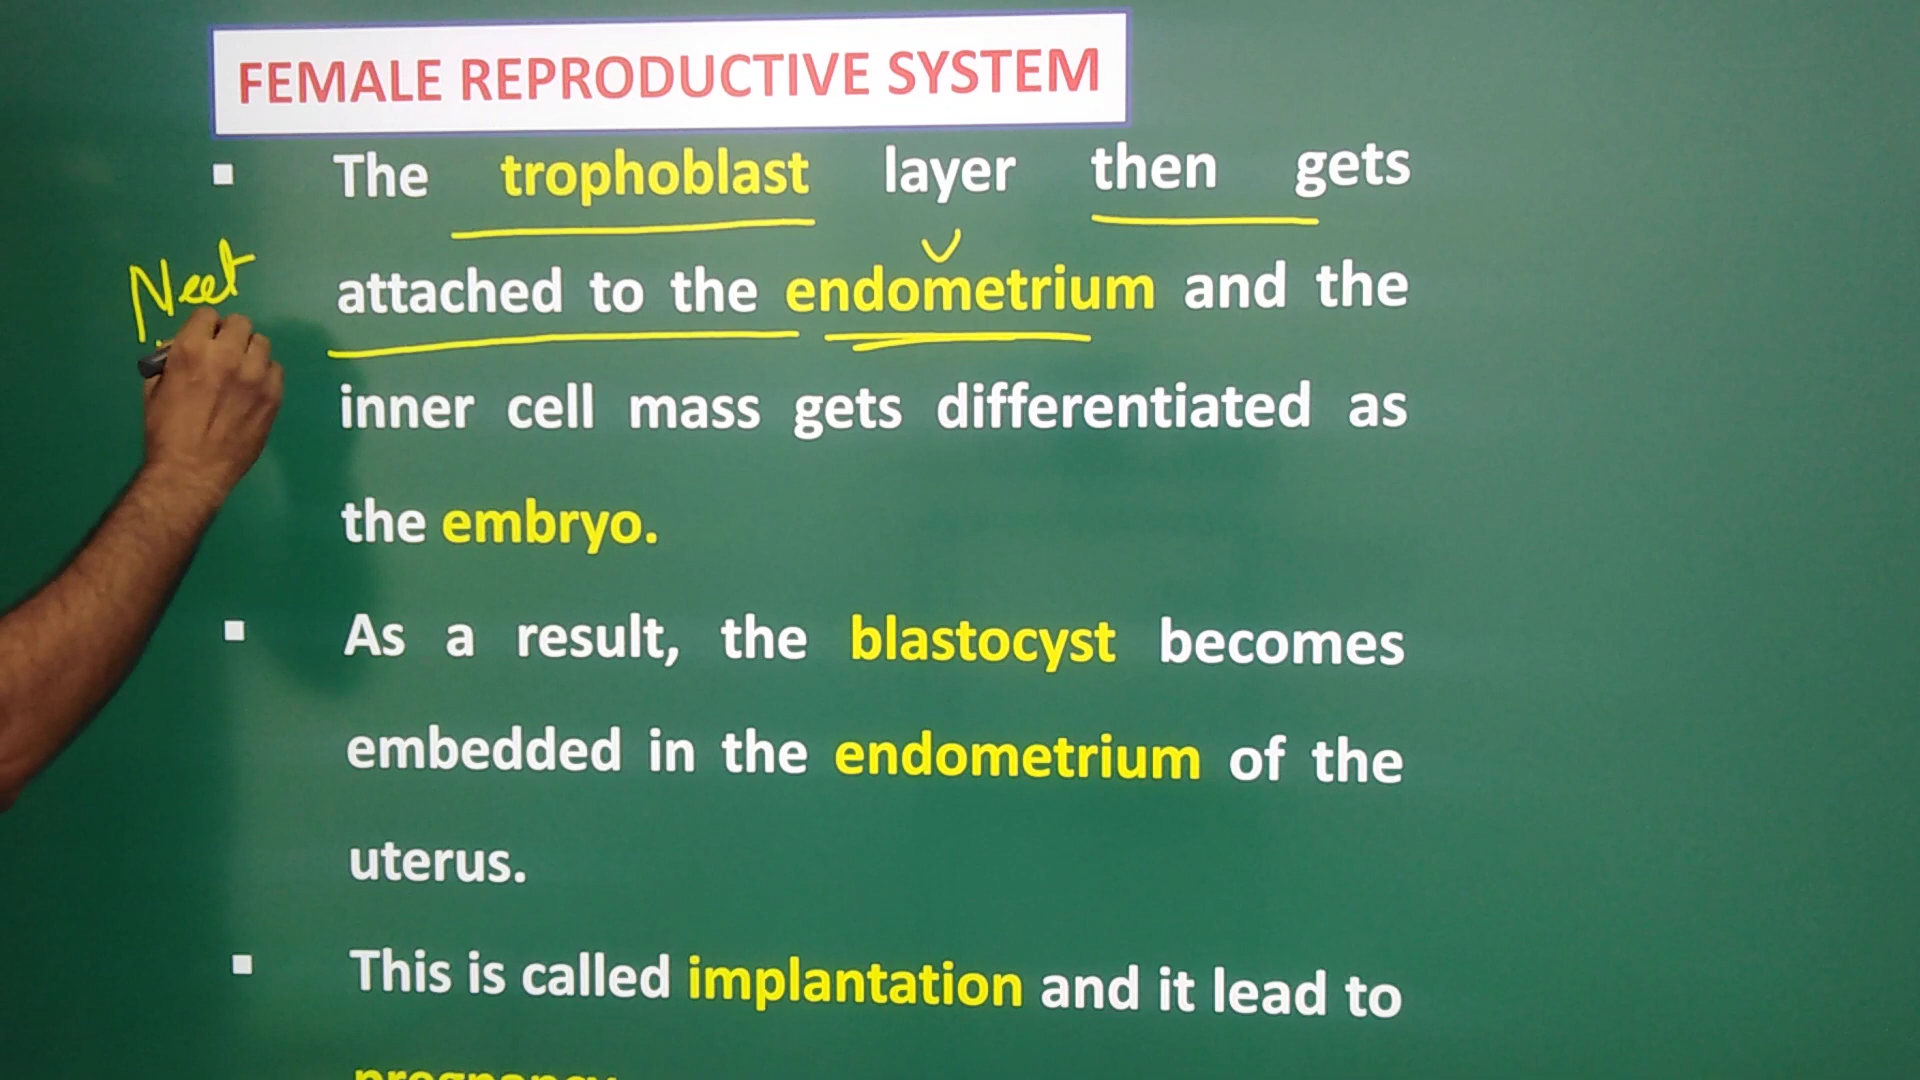 FEMALE REPRODUCTIVE SYSTEM
▪ The trophoblast layer then gets
Neet
attached to the endometrium and the
inner cell mass gets differentiated as
the embryo.
▪ As a result, the blastocyst becomes
embedded in the endometrium of the
uterus.
▪ This is called implantation and it lead to
pregnancy